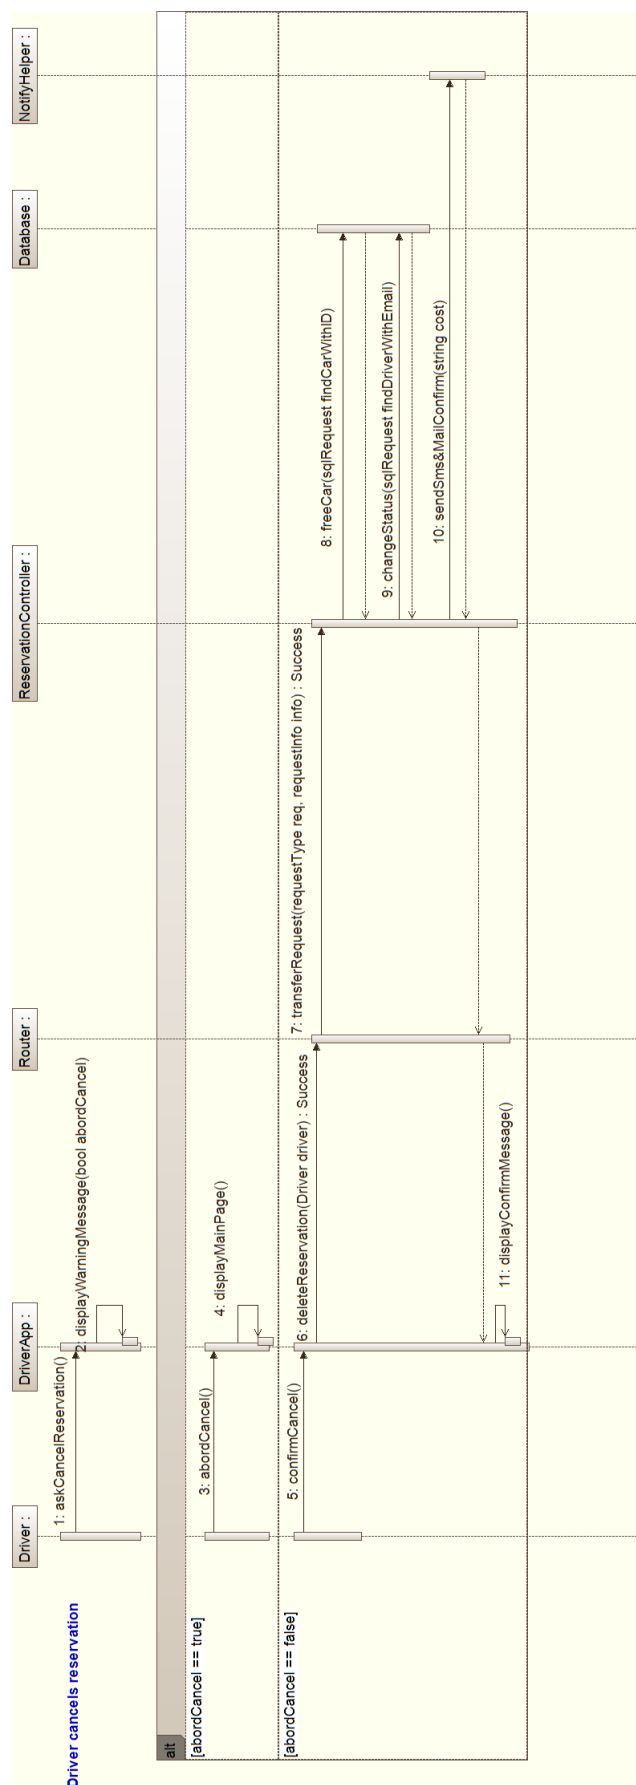 Driver cancels reservation
Driver :
DriverApp :
Router :
ReservationController :
Database :
NotifyHelper :
1: askCancelReservation()
2: displayWarningMessage(bool abordCancel)
alt
[abordCancel == true]
3: abordCancel()
4: displayMainPage()
[abordCancel == false]
5: confirmCancel()
6: deleteReservation(Driver driver) : Success
7: transferRequest(requestType req, requestInfo info) : Success
8: freeCar(sqlRequest findCarWithID)
9: changeStatus(sqlRequest findDriverWithEmail)
10: sendSms&MailConfirm(string cost)
11: displayConfirmMessage()